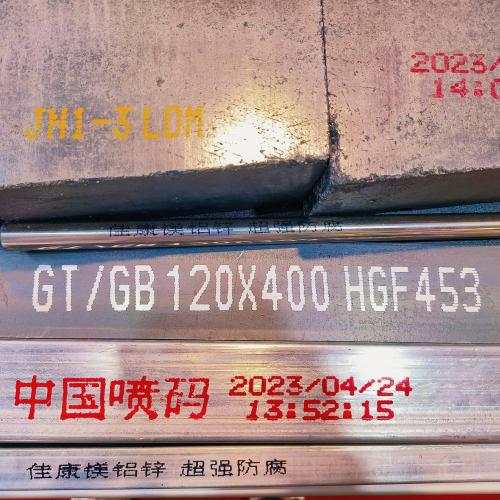 2023/
14:0
JH1-3 LDM
佳康镁铝锌 超强防腐
GT/GB 120X400 HGF453
中国喷码 2023/04/24
13:52:15
佳康镁铝锌 超强防腐